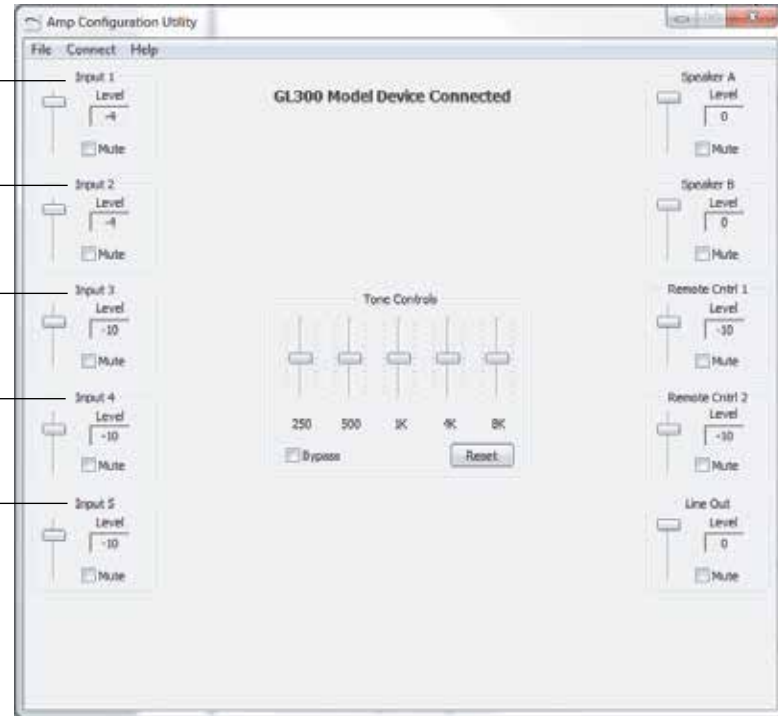 Amp Configuration Utility
File Connect Help
Input 1
Level
-4
Mute
Input 2
Level
-4
Mute
Input 3
Level
-10
Mute
Input 4
Level
-10
Mute
Input 5
Level
-10
Mute
GL300 Model Device Connected
Tone Controls
250 500 1K 4K 8K
Bypass Reset
Speaker A
Level
0
Mute
Speaker B
Level
0
Mute
Remote Cntrl 1
Level
-10
Mute
Remote Cntrl 2
Level
-10
Mute
Line Out
Level
0
Mute